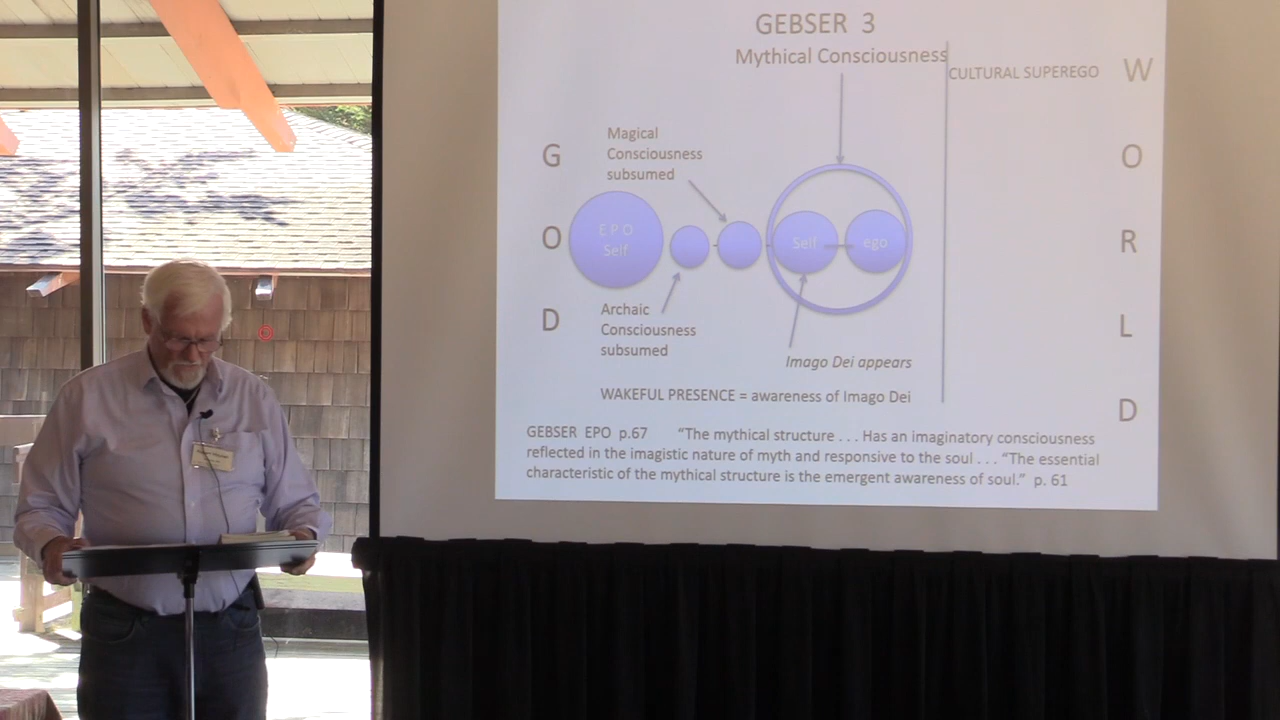 GEBSER 3
Mythical Consciousness
CULTURAL SUPEREGO
W
O
R
L
D
G
O
D
Magical
Consciousness
subsumed
E P O
Self
Self
ego
Archaic
Consciousness
subsumed
Imago Dei appears
WAKEFUL PRESENCE = awareness of Imago Dei
GEBSER EPO p.67 “The mythical structure . . . Has an imaginatory consciousness
reflected in the imagistic nature of myth and responsive to the soul . . . “The essential
characteristic of the mythical structure is the emergent awareness of soul.” p. 61